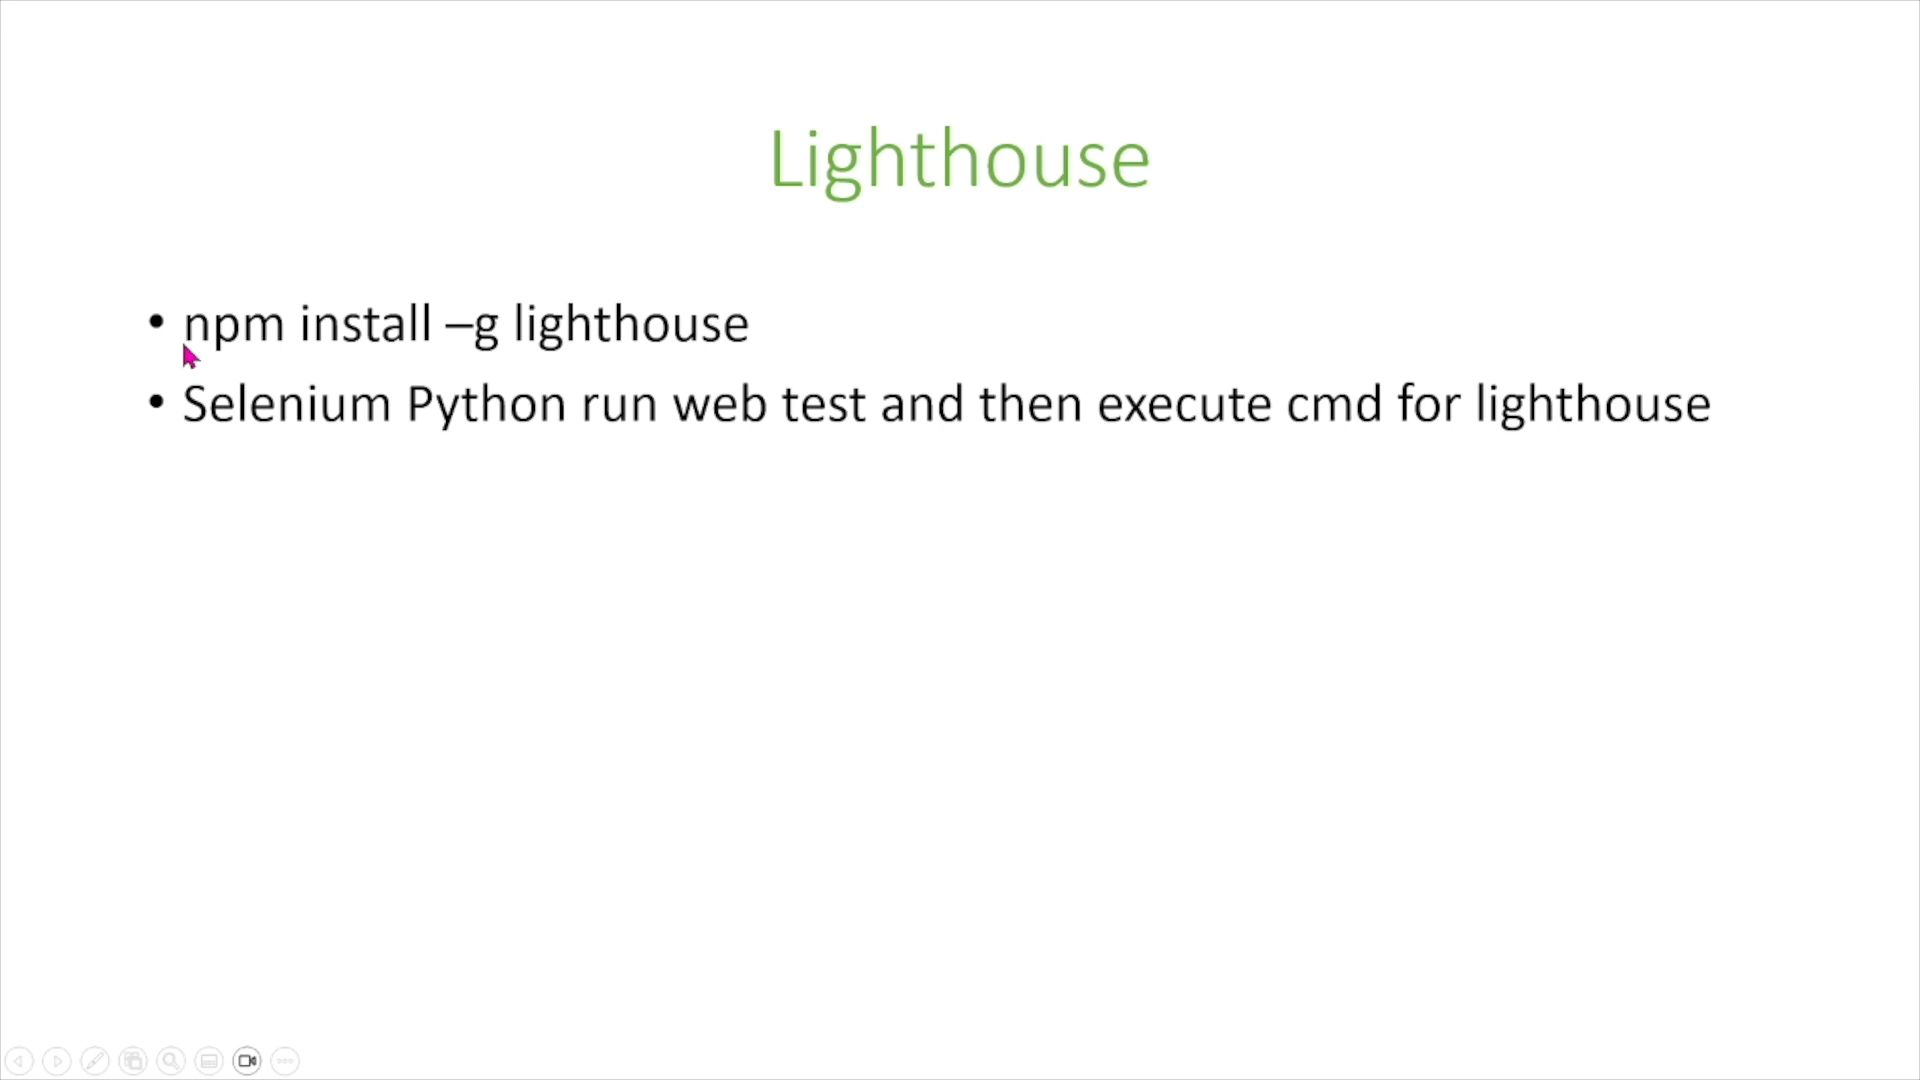 Lighthouse
• npm install –g lighthouse
• Selenium Python run web test and then execute cmd for lighthouse